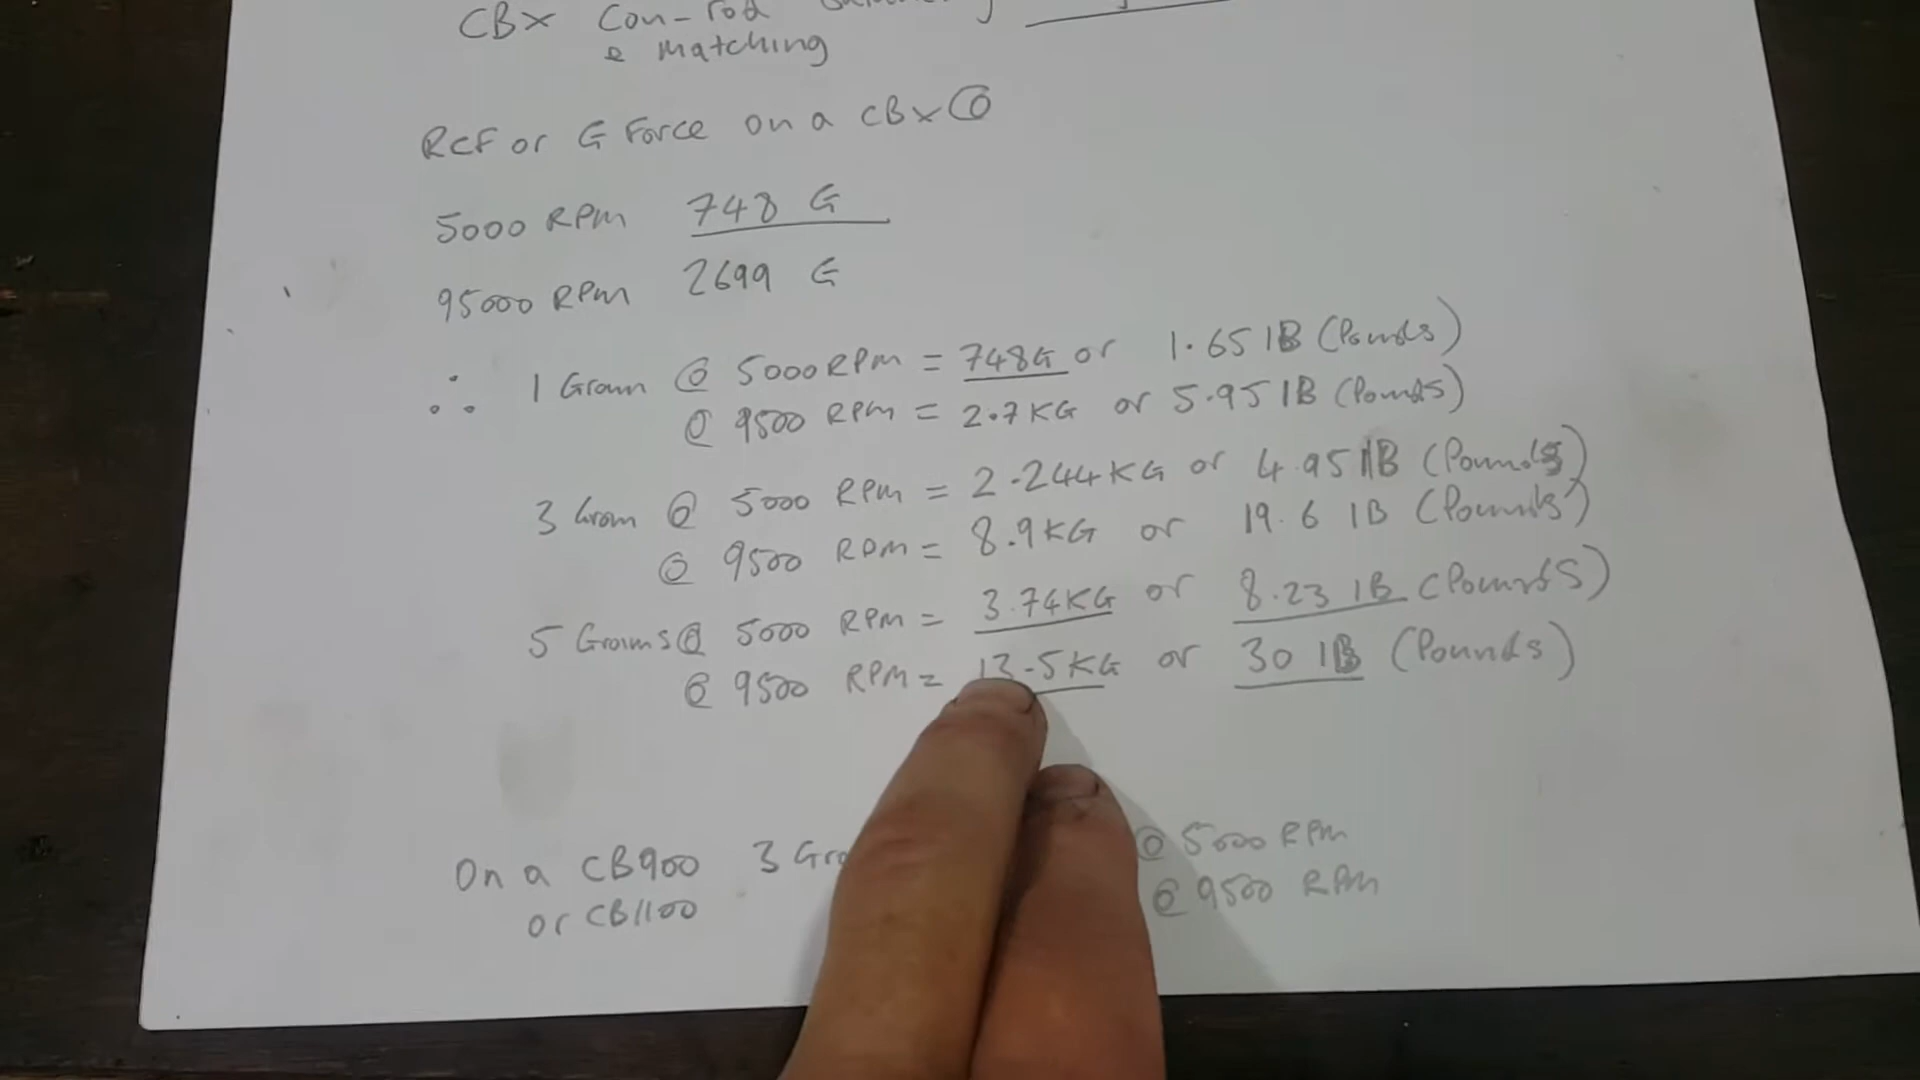 CBX Con-rod
& Matching
RCF or G Force on a CBX @
5000 RPM 748 G
95000 RPM 2699 G
∴ 1 Gram @ 5000 RPM = 748G or 1.65 lB (Pounds)
@ 9500 RPM = 2.7KG or 5.95 lB (Pounds)
3 Gram @ 5000 RPM = 2.244KG or 4.95 lB (Pounds)
@ 9500 RPM = 8.9KG or 19.6 lB (Pounds)
5 Grams @ 5000 RPM = 3.74KG or 8.23 lB (Pounds)
@ 9500 RPM = 13.5KG or 30 lB (Pounds)
On a CB900 3 Gra @ 5000 RPM
or CB1100 @ 9500 RPM